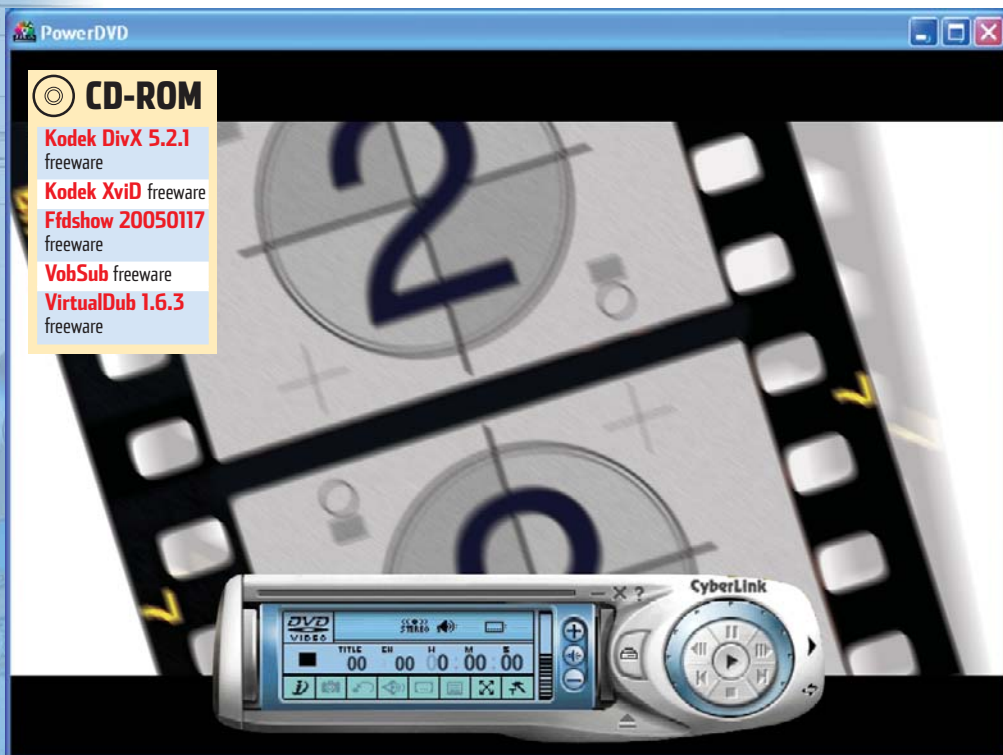 PowerDVD
CD-ROM
Kodek DivX 5.2.1
freeware
Kodek XviD freeware
Ffdshow 20050117
freeware
VobSub freeware
VirtualDub 1.6.3
freeware
2
CyberLink
DVD
VIDEO
STEREO
TITLE CH H M S
00 00 00:00:00